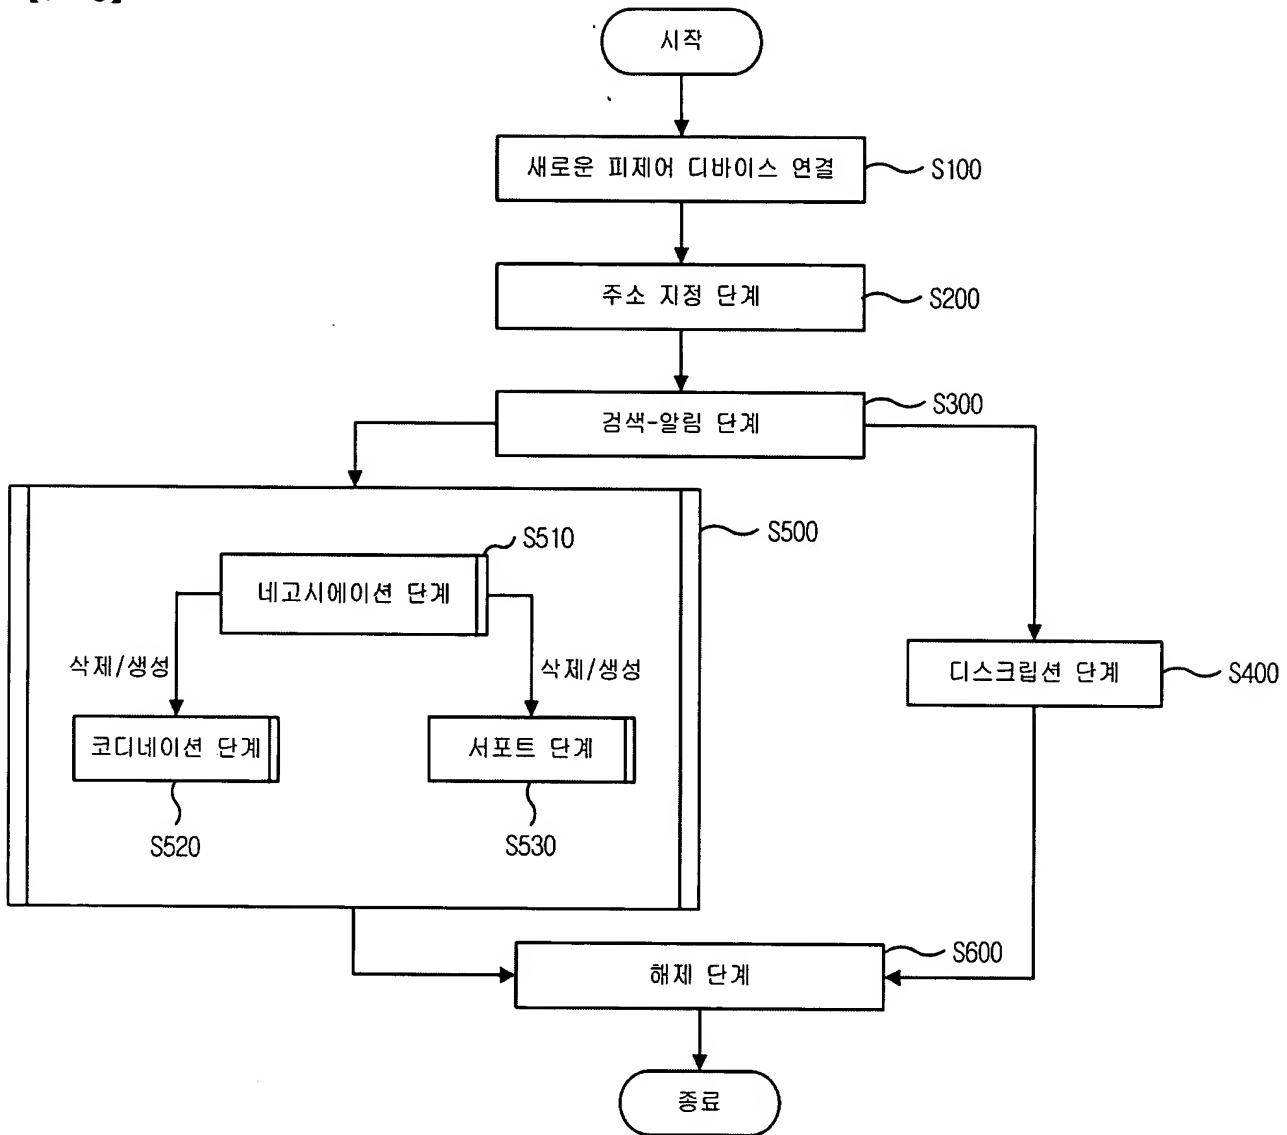 시작
새로운 피제어 디바이스 연결
S100
주소 지정 단계
S200
검색-알림 단계
S300
S500
S510
네고시에이션 단계
삭제/생성
삭제/생성
코디네이션 단계
서포트 단계
S520
S530
디스크립션 단계
S400
해제 단계
S600
종료